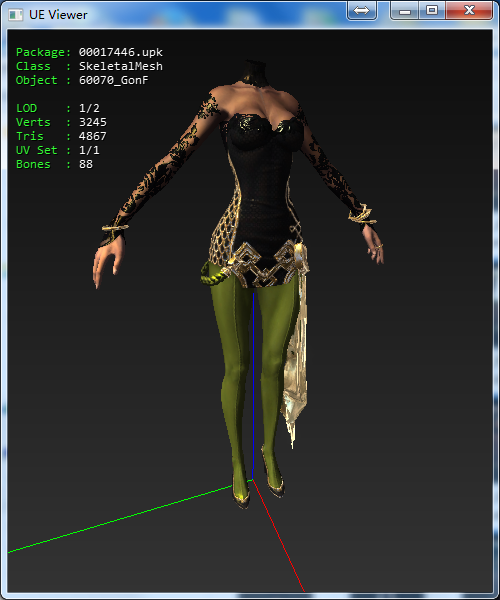 UE Viewer
Package: 00017446.upk
Class : SkeletalMesh
Object : 60070_GonF
LOD : 1/2
Verts : 3245
Tris : 4867
UV Set : 1/1
Bones : 88